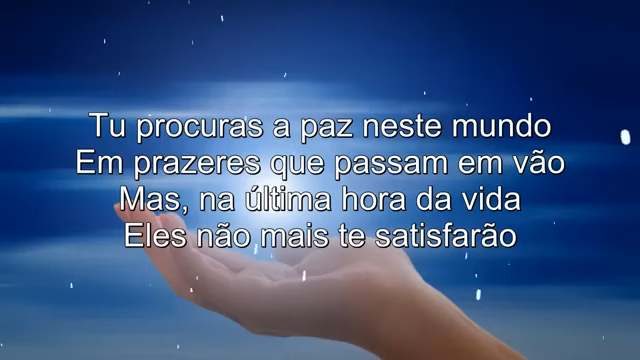 Tu procuras a paz neste mundo
Em prazeres que passam em vão
Mas, na última hora da vida
Eles não mais te satisfarão